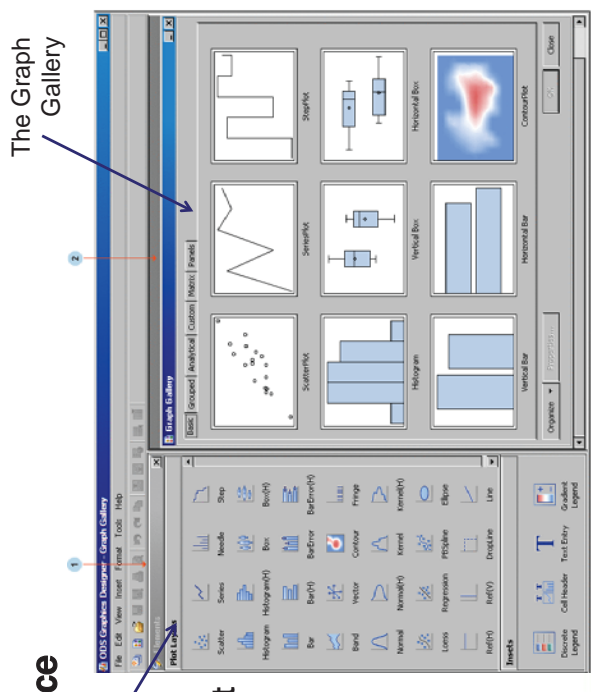 ce
t
The Graph
Gallery
1
2
ODS Graphics Designer - Graph Gallery
File Edit View Insert Format Tools Help
Elements
Plot Layers
Scatter Series Needle Step
Histogram Histogram(H) Box Box(H)
Bar Bar(H) BarError BarError(H)
Band Vector Contour Fringe
Normal Normal(H) Kernel Kernel(H)
Loess Regression PBSpline Ellipse
Ref(H) Ref(V) DropLine Line
Insets
Discrete Legend Cell Header Text Entry Gradient Legend
Graph Gallery
Basic Grouped Analytical Custom Matrix Panels
ScatterPlot SeriesPlot StepPlot
Histogram Vertical Box Horizontal Box
Vertical Bar Horizontal Bar ContourPlot
Organize Properties... OK Close